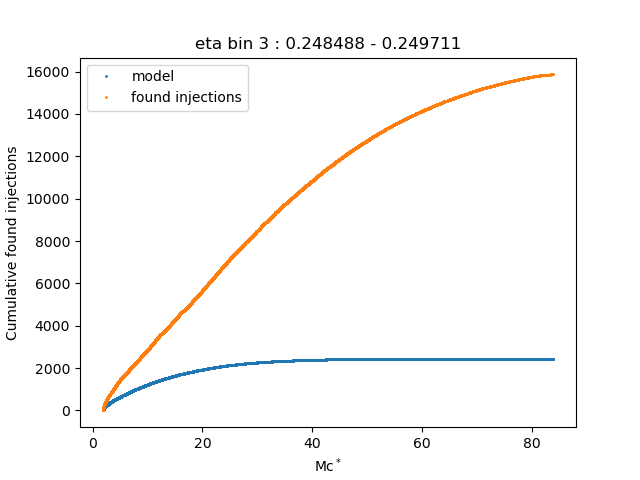 eta bin 3 : 0.248488 - 0.249711
model
found injections
16000
14000
12000
10000
8000
6000
4000
2000
0
Cumulative found injections
0 20 40 60 80
Mc*